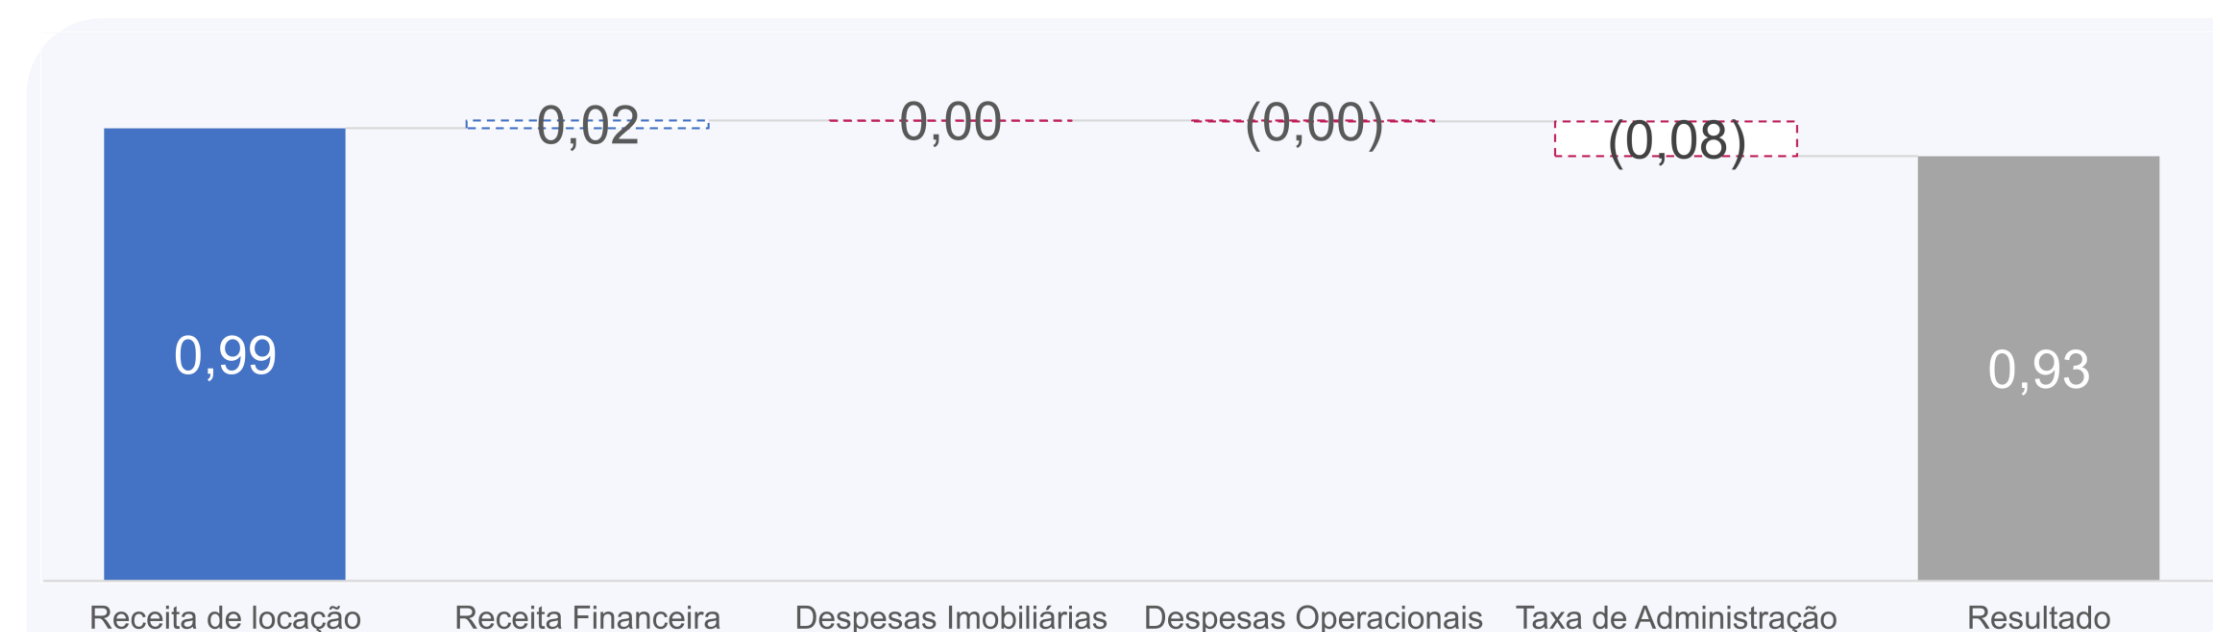 0,99
0,02
0,00
(0,00)
(0,08)
0,93
Receita de locação
Receita Financeira
Despesas Imobiliárias
Despesas Operacionais
Taxa de Administração
Resultado